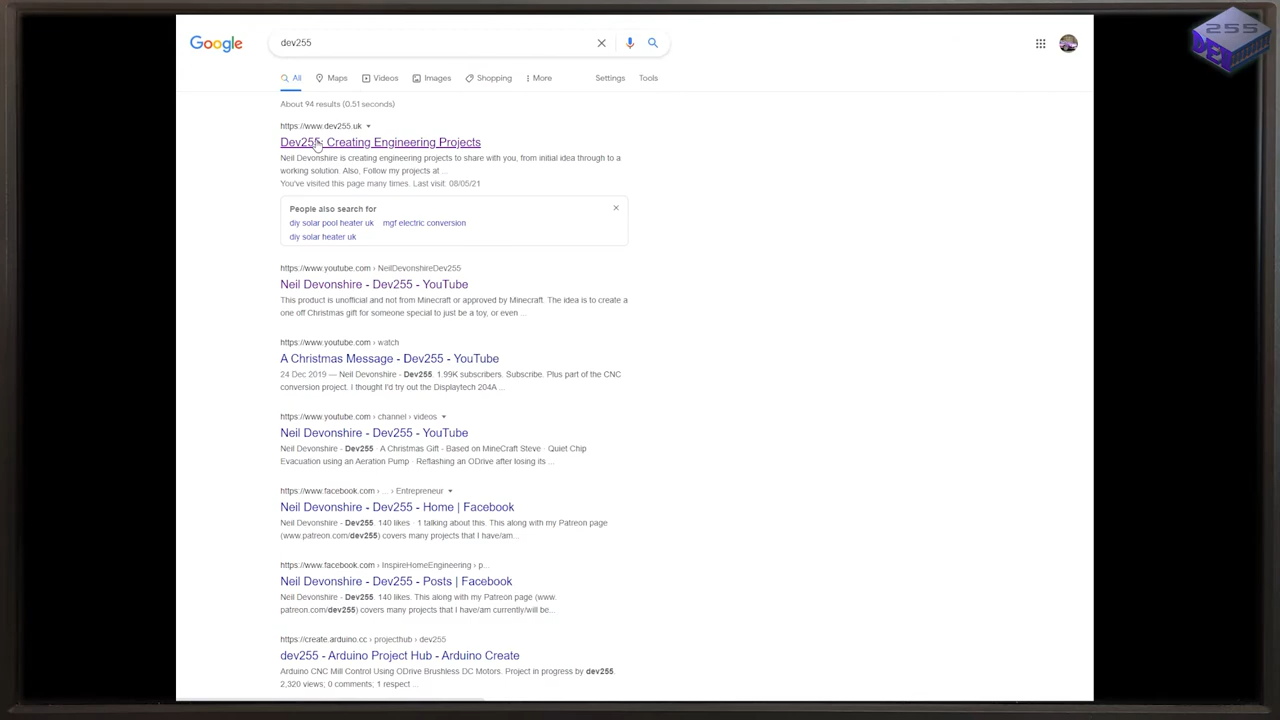 255
DEV
Google
dev255
All
Maps
Videos
Images
Shopping
More
Settings
Tools
About 94 results (0.51 seconds)
https://www.dev255.uk
Dev255: Creating Engineering Projects
Neil Devonshire is creating engineering projects to share with you, from initial idea through to a
working solution. Also, Follow my projects at ...
You've visited this page many times. Last visit: 08/05/21
People also search for
diy solar pool heater uk mgf electric conversion
diy solar heater uk
https://www.youtube.com › NeilDevonshireDev255
Neil Devonshire - Dev255 - YouTube
This product is unofficial and not from Minecraft or approved by Minecraft. The idea is to create a
one off Christmas gift for someone special to just be a toy, or even ...
https://www.youtube.com › watch
A Christmas Message - Dev255 - YouTube
24 Dec 2019 — Neil Devonshire - Dev255. 1.99K subscribers. Subscribe. Plus part of the CNC
conversion project. I thought I'd try out the Displaytech 204A ...
https://www.youtube.com › channel › videos
Neil Devonshire - Dev255 - YouTube
Neil Devonshire - Dev255 · A Christmas Gift - Based on MineCraft Steve · Quiet Chip
Evacuation using an Aeration Pump · Reflashing an ODrive after losing its ...
https://www.facebook.com › ... › Entrepreneur
Neil Devonshire - Dev255 - Home | Facebook
Neil Devonshire - Dev255. 140 likes · 1 talking about this. This along with my Patreon page
(www.patreon.com/dev255) covers many projects that I have/am...
https://www.facebook.com › InspireHomeEngineering › p...
Neil Devonshire - Dev255 - Posts | Facebook
Neil Devonshire - Dev255. 140 likes. This along with my Patreon page (www.
patreon.com/dev255) covers many projects that I have/am currently/will be...
https://create.arduino.cc › projecthub › dev255
dev255 - Arduino Project Hub - Arduino Create
Arduino CNC Mill Control Using ODrive Brushless DC Motors. Project in progress by dev255.
2,320 views; 0 comments; 1 respect ...